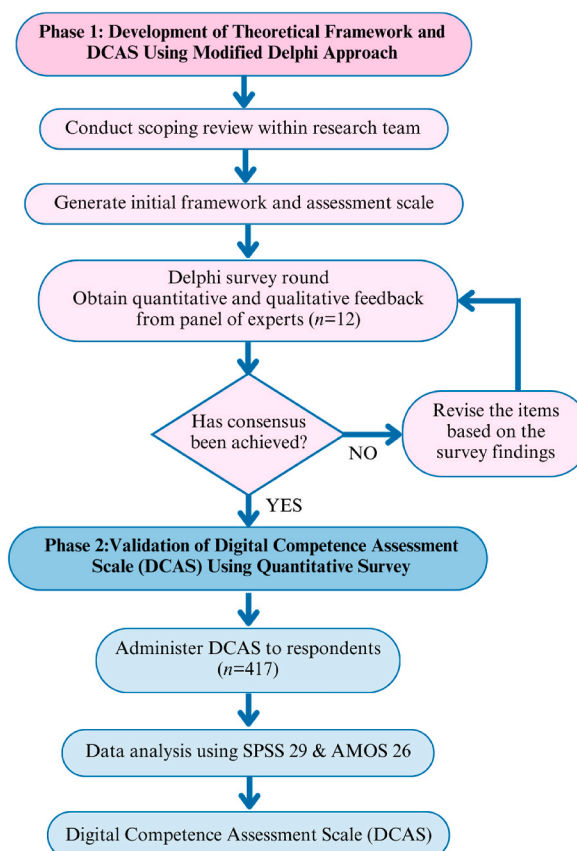 Phase 1: Development of Theoretical Framework and
DCAS Using Modified Delphi Approach
Conduct scoping review within research team
Generate initial framework and assessment scale
Delphi survey round
Obtain quantitative and qualitative feedback
from panel of experts (n=12)
Has consensus
been achieved?
NO
Revise the items
based on the
survey findings
YES
Phase 2:Validation of Digital Competence Assessment
Scale (DCAS) Using Quantitative Survey
Administer DCAS to respondents
(n=417)
Data analysis using SPSS 29 & AMOS 26
Digital Competence Assessment Scale (DCAS)